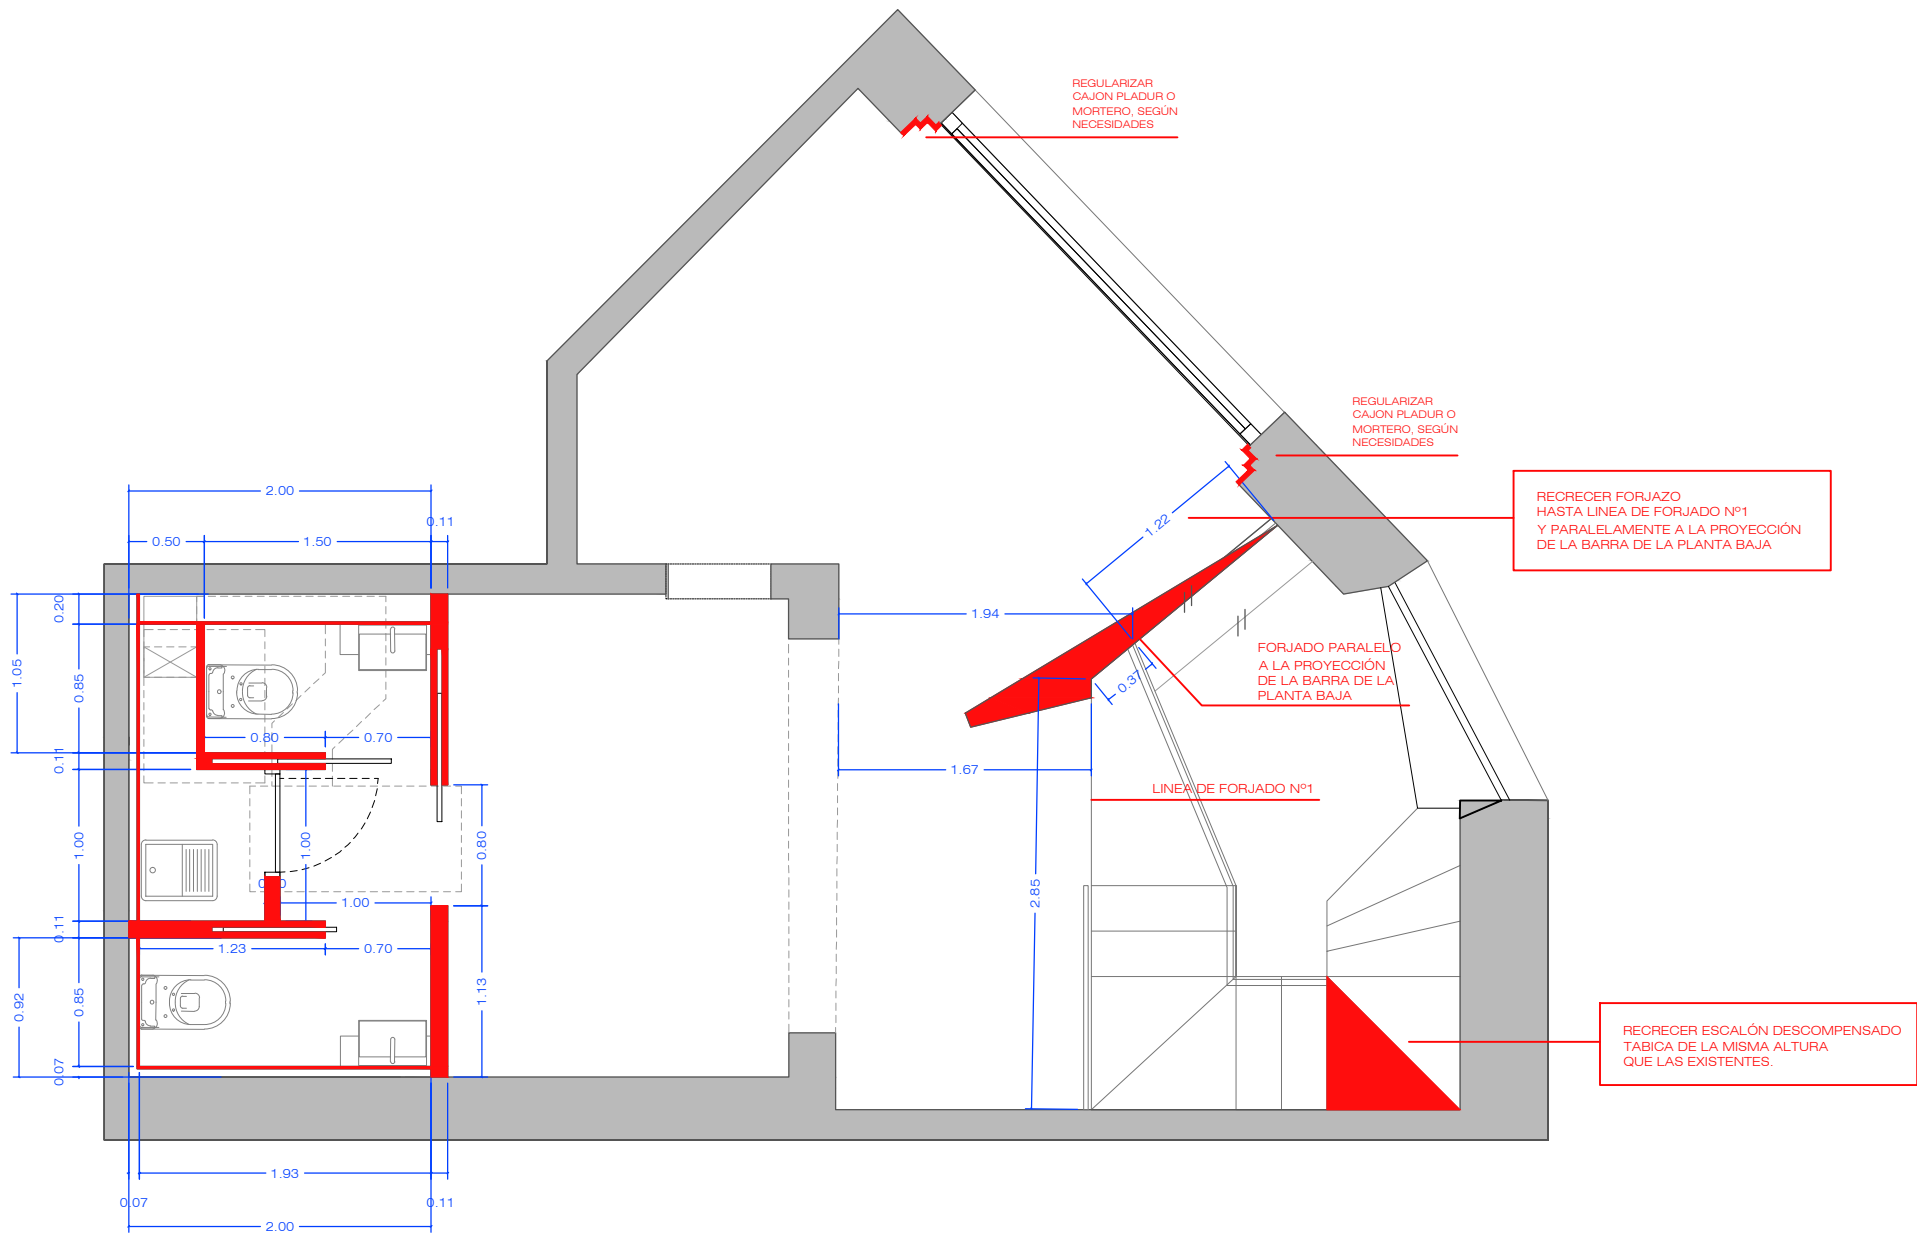 REGULARIZAR
CAJON PLADUR O
MORTERO, SEGÚN
NECESIDADES
REGULARIZAR
CAJON PLADUR O
MORTERO, SEGÚN
NECESIDADES
RECRECER FORJAZO
HASTA LINEA DE FORJADO Nº1
Y PARALELAMENTE A LA PROYECCIÓN
DE LA BARRA DE LA PLANTA BAJA
2.00
0.11
0.50
1.50
1.22
0.20
1.94
1.05
0.85
FORJADO PARALELO
A LA PROYECCIÓN
DE LA BARRA DE LA
PLANTA BAJA
0.37
0.80
0.70
0.11
1.67
LINEA DE FORJADO Nº1
1.00
1.00
0.80
2.85
1.00
0.11
1.23
0.70
0.92
0.85
1.13
RECRECER ESCALÓN DESCOMPENSADO
TABICA DE LA MISMA ALTURA
QUE LAS EXISTENTES.
0.07
1.93
0.07
0.11
2.00